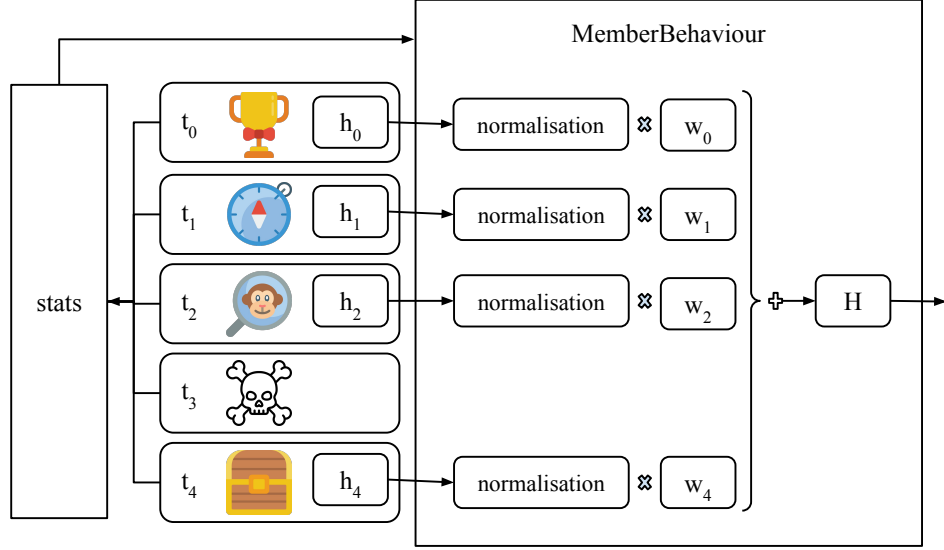 MemberBehaviour
stats
t0 h0 normalisation w0
t1 h1 normalisation w1
t2 h2 normalisation w2 H
t3
t4 h4 normalisation w4